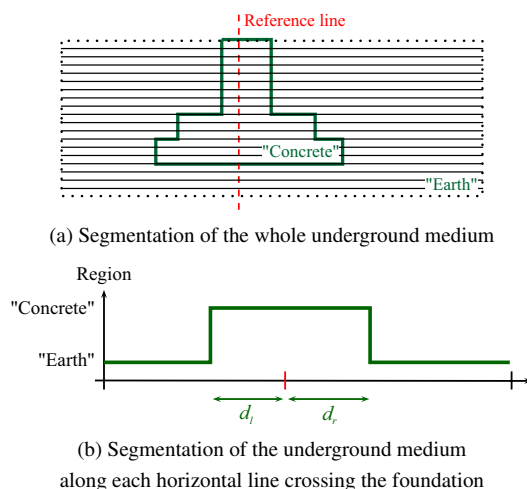 Reference line
"Concrete"
"Earth"
(a) Segmentation of the whole underground medium
Region
"Concrete"
"Earth"
d_l d_r
(b) Segmentation of the underground medium
along each horizontal line crossing the foundation